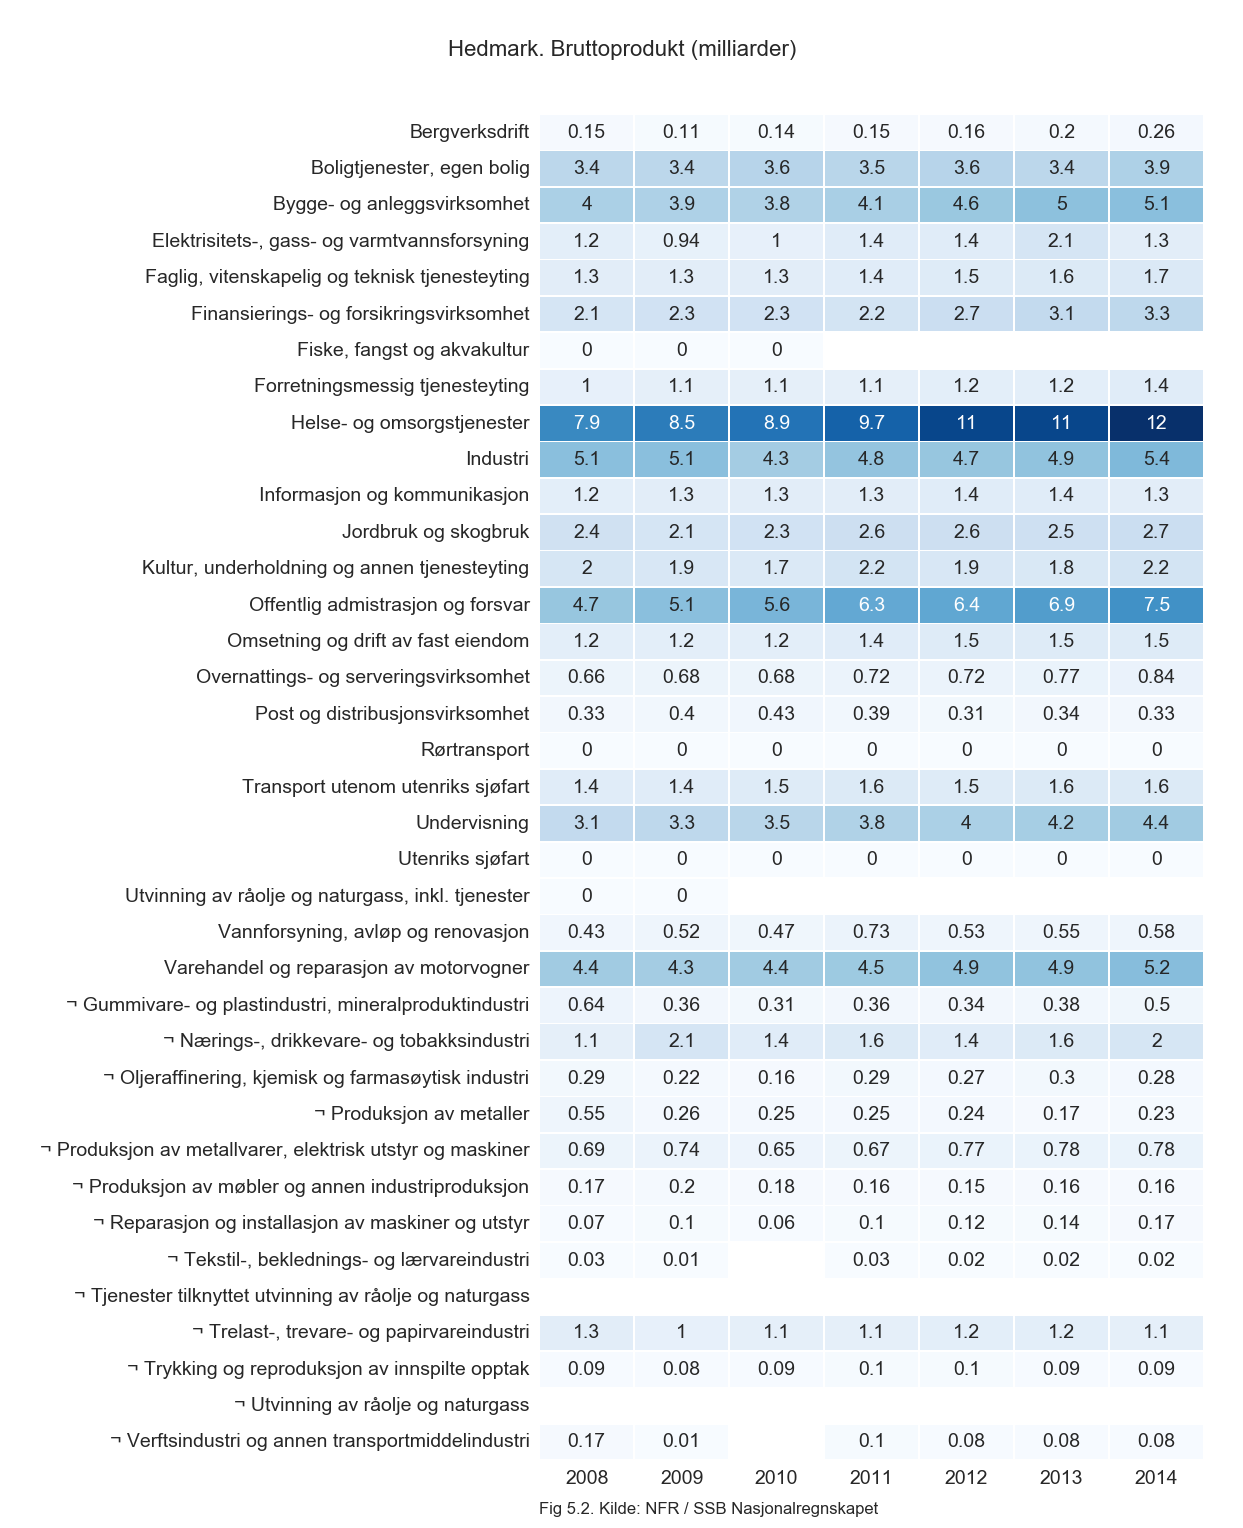 Hedmark. Bruttoprodukt (milliarder)
Bergverksdrift 0.15 0.11 0.14 0.15 0.16 0.2 0.26
Boligtjenester, egen bolig 3.4 3.4 3.6 3.5 3.6 3.4 3.9
Bygge- og anleggsvirksomhet 4 3.9 3.8 4.1 4.6 5 5.1
Elektrisitets-, gass- og varmtvannsforsyning 1.2 0.94 1 1.4 1.4 2.1 1.3
Faglig, vitenskapelig og teknisk tjenesteyting 1.3 1.3 1.3 1.4 1.5 1.6 1.7
Finansierings- og forsikringsvirksomhet 2.1 2.3 2.3 2.2 2.7 3.1 3.3
Fiske, fangst og akvakultur 0 0 0
Forretningsmessig tjenesteyting 1 1.1 1.1 1.1 1.2 1.2 1.4
Helse- og omsorgstjenester 7.9 8.5 8.9 9.7 11 11 12
Industri 5.1 5.1 4.3 4.8 4.7 4.9 5.4
Informasjon og kommunikasjon 1.2 1.3 1.3 1.3 1.4 1.4 1.3
Jordbruk og skogbruk 2.4 2.1 2.3 2.6 2.6 2.5 2.7
Kultur, underholdning og annen tjenesteyting 2 1.9 1.7 2.2 1.9 1.8 2.2
Offentlig admistrasjon og forsvar 4.7 5.1 5.6 6.3 6.4 6.9 7.5
Omsetning og drift av fast eiendom 1.2 1.2 1.2 1.4 1.5 1.5 1.5
Overnattings- og serveringsvirksomhet 0.66 0.68 0.68 0.72 0.72 0.77 0.84
Post og distribusjonsvirksomhet 0.33 0.4 0.43 0.39 0.31 0.34 0.33
Rørtransport 0 0 0 0 0 0 0
Transport utenom utenriks sjøfart 1.4 1.4 1.5 1.6 1.5 1.6 1.6
Undervisning 3.1 3.3 3.5 3.8 4 4.2 4.4
Utenriks sjøfart 0 0 0 0 0 0 0
Utvinning av råolje og naturgass, inkl. tjenester 0 0
Vannforsyning, avløp og renovasjon 0.43 0.52 0.47 0.73 0.53 0.55 0.58
Varehandel og reparasjon av motorvogner 4.4 4.3 4.4 4.5 4.9 4.9 5.2
¬ Gummivare- og plastindustri, mineralproduktindustri 0.64 0.36 0.31 0.36 0.34 0.38 0.5
¬ Nærings-, drikkevare- og tobakksindustri 1.1 2.1 1.4 1.6 1.4 1.6 2
¬ Oljeraffinering, kjemisk og farmasøytisk industri 0.29 0.22 0.16 0.29 0.27 0.3 0.28
¬ Produksjon av metaller 0.55 0.26 0.25 0.25 0.24 0.17 0.23
¬ Produksjon av metallvarer, elektrisk utstyr og maskiner 0.69 0.74 0.65 0.67 0.77 0.78 0.78
¬ Produksjon av møbler og annen industriproduksjon 0.17 0.2 0.18 0.16 0.15 0.16 0.16
¬ Reparasjon og installasjon av maskiner og utstyr 0.07 0.1 0.06 0.1 0.12 0.14 0.17
¬ Tekstil-, beklednings- og lærvareindustri 0.03 0.01 0.03 0.02 0.02 0.02
¬ Tjenester tilknyttet utvinning av råolje og naturgass
¬ Trelast-, trevare- og papirvareindustri 1.3 1 1.1 1.1 1.2 1.2 1.1
¬ Trykking og reproduksjon av innspilte opptak 0.09 0.08 0.09 0.1 0.1 0.09 0.09
¬ Utvinning av råolje og naturgass
¬ Verftsindustri og annen transportmiddelindustri 0.17 0.01 0.1 0.08 0.08 0.08
2008 2009 2010 2011 2012 2013 2014
Fig 5.2. Kilde: NFR / SSB Nasjonalregnskapet